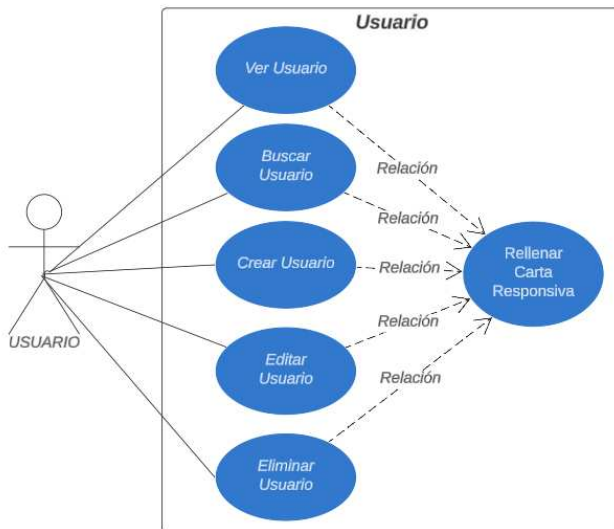 Usuario
Ver Usuario
Buscar
Usuario
Crear Usuario
Editar
Usuario
Eliminar
Usuario
USUARIO
Relación
Relación
Relación
Relación
Relación
Rellenar
Carta
Responsiva